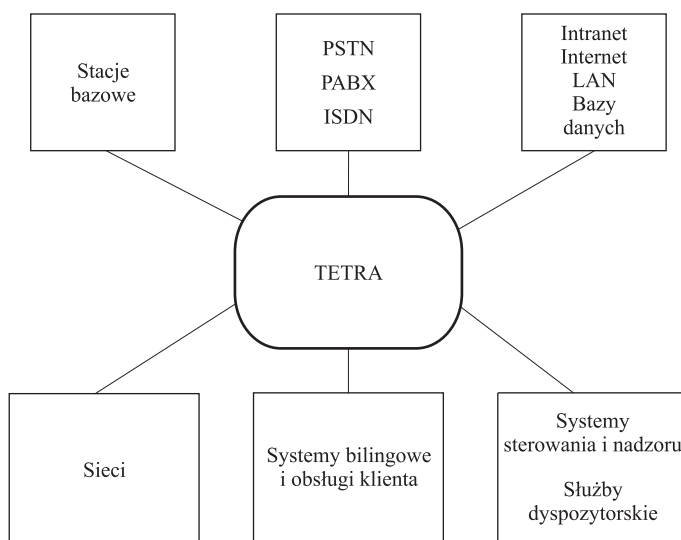 Stacje
bazowe
PSTN
PABX
ISDN
Intranet
Internet
LAN
Bazy
danych
TETRA
Sieci
Systemy bilingowe
i obsługi klienta
Systemy
sterowania i nadzoru
Służby
dyspozytorskie